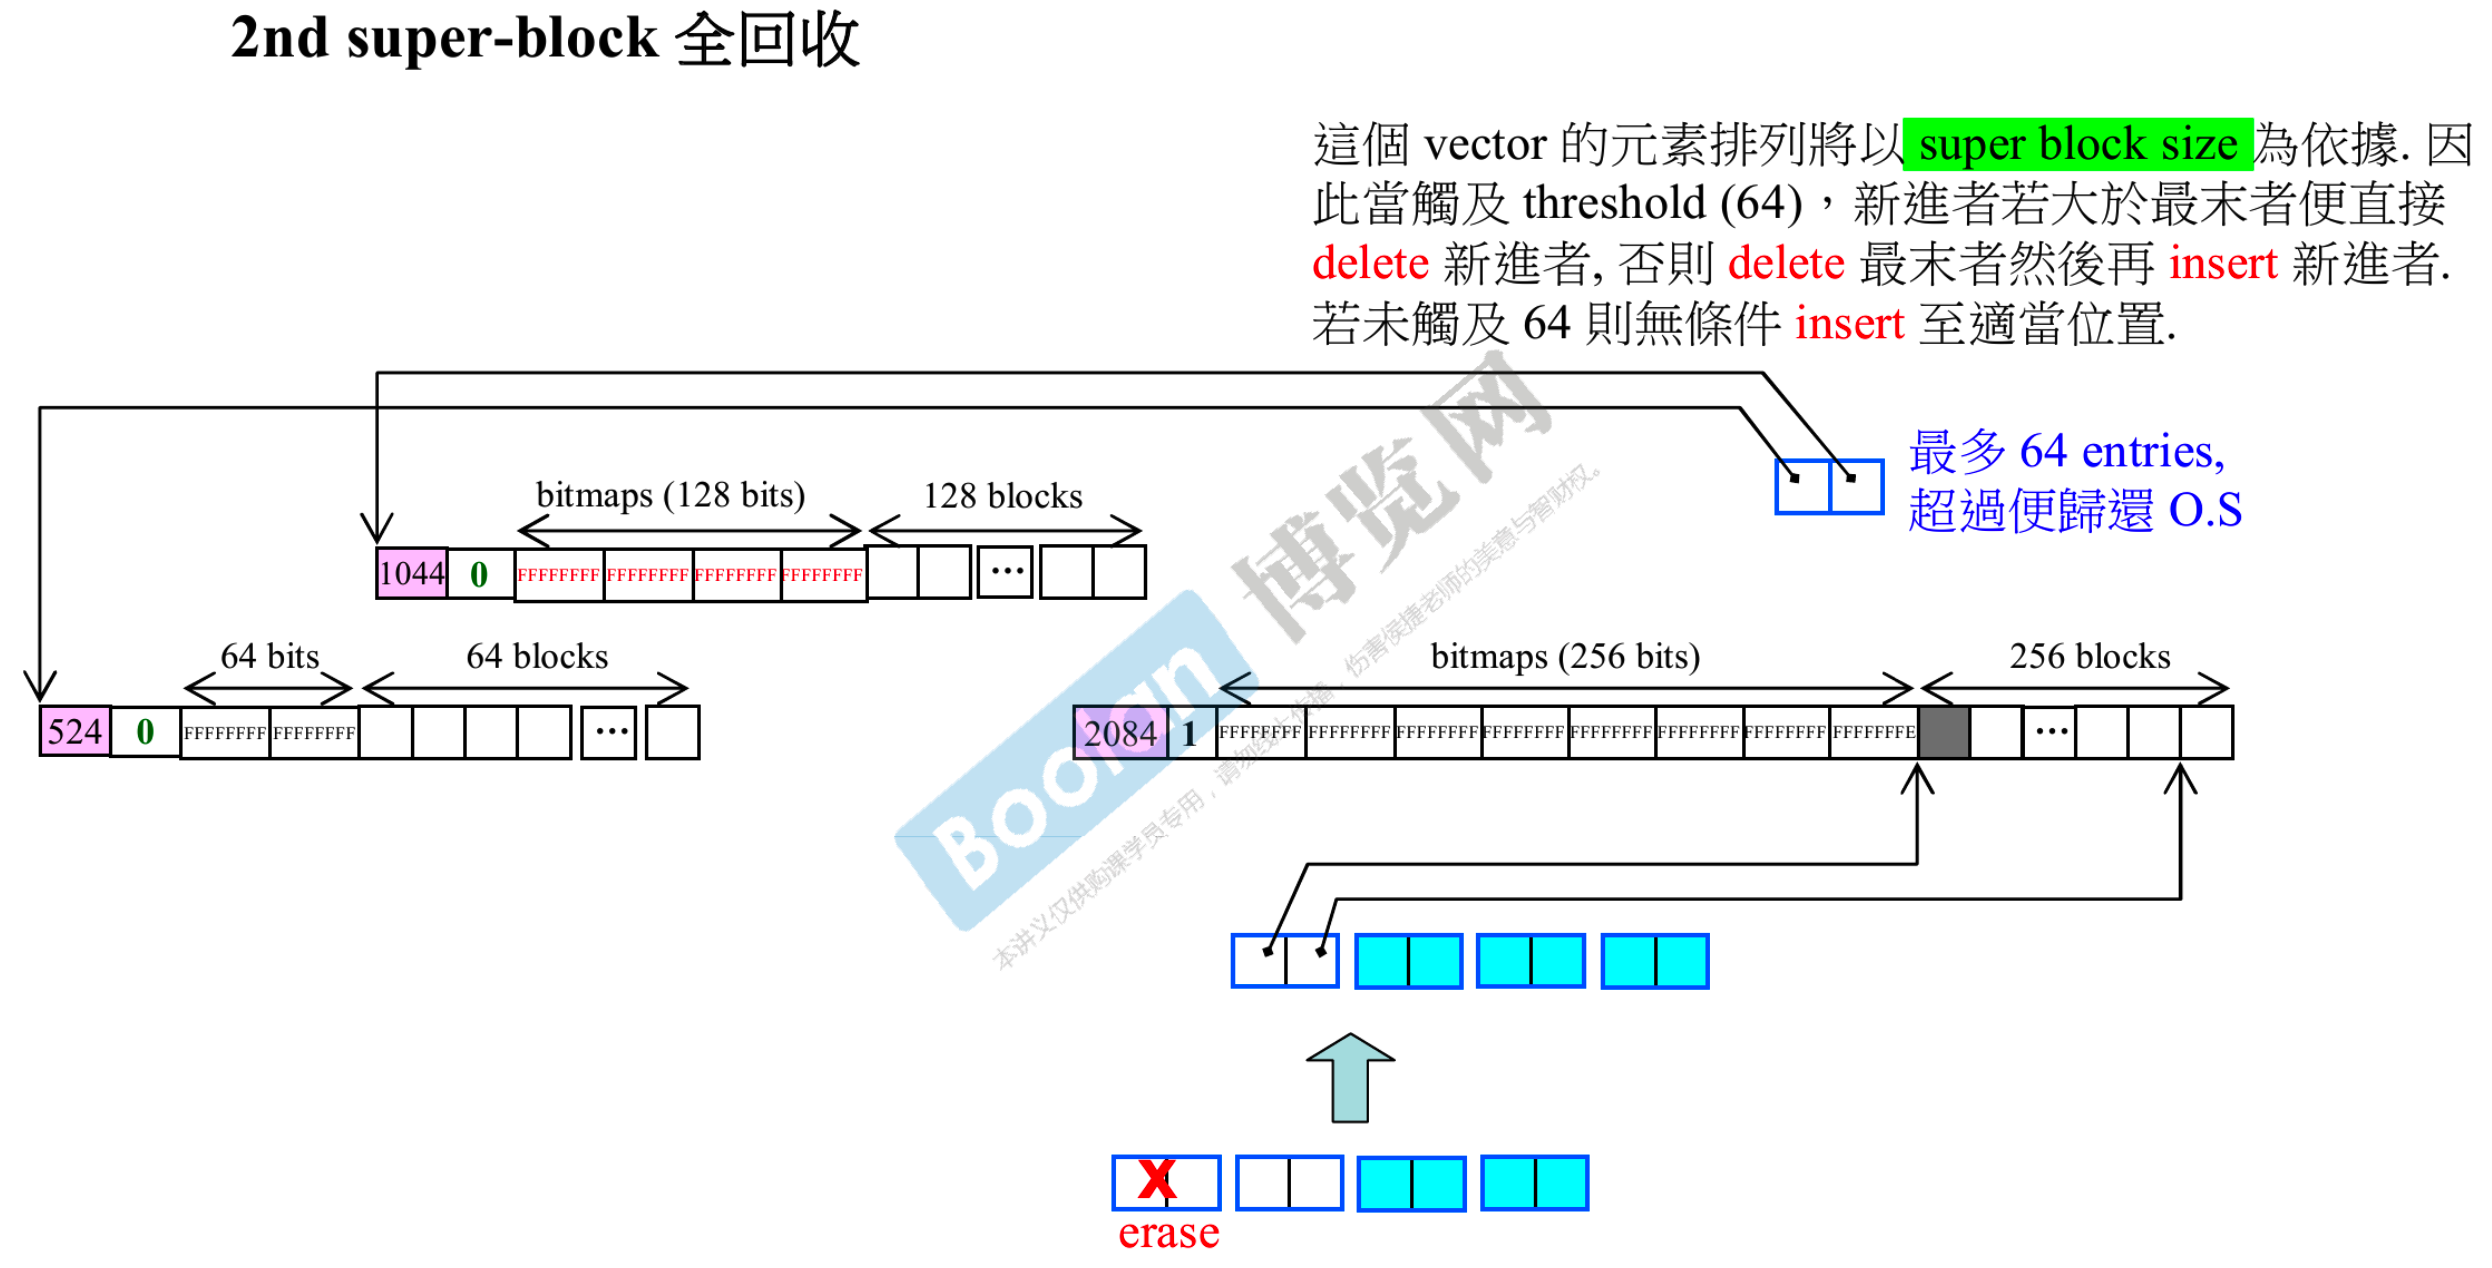 2nd super-block 全回收
這個 vector 的元素排列將以 super block size 為依據. 因
此當觸及 threshold (64)，新進者若大於最末者便直接
delete 新進者, 否則 delete 最末者然後再 insert 新進者.
若未觸及 64 則無條件 insert 至適當位置.
最多 64 entries,
超過便歸還 O.S
bitmaps (128 bits)
128 blocks
1044 0 FFFFFFFF FFFFFFFF FFFFFFFF FFFFFFFF ...
64 bits
64 blocks
524 0 FFFFFFFF FFFFFFFF ...
bitmaps (256 bits)
256 blocks
2084 1 FFFFFFFF FFFFFFFF FFFFFFFF FFFFFFFF FFFFFFFF FFFFFFFF FFFFFFFF FFFFFFFE ...
X
erase
Boolan 博览网
本讲义仅供购课学员专用，请勿线上传播，伤害侯捷老师的美意与智财权。